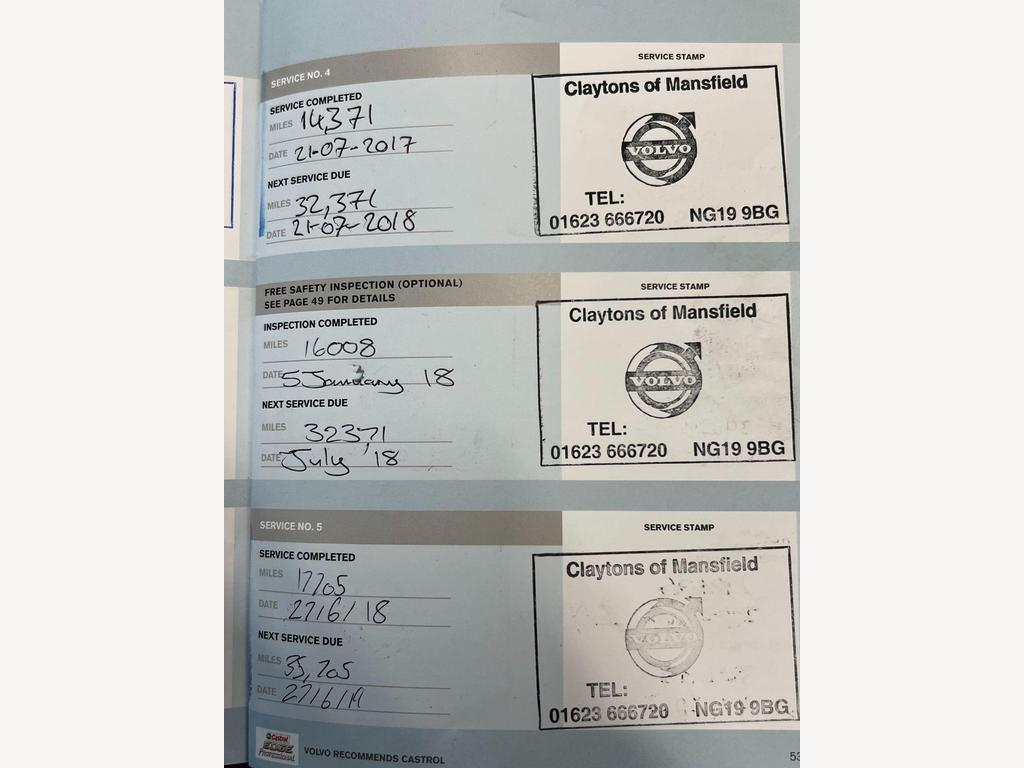 SERVICE NO. 4
SERVICE STAMP
SERVICE COMPLETED
MILES 14,371
DATE 21-07-2017
NEXT SERVICE DUE
MILES 32,371
DATE 21-07-2018
Claytons of Mansfield
VOLVO
TEL:
01623 666720 NG19 9BG
FREE SAFETY INSPECTION (OPTIONAL)
SEE PAGE 49 FOR DETAILS
SERVICE STAMP
INSPECTION COMPLETED
MILES 16008
DATE 5 January 18
NEXT SERVICE DUE
MILES 32371
DATE July '18
Claytons of Mansfield
VOLVO
TEL:
01623 666720 NG19 9BG
SERVICE NO. 5
SERVICE STAMP
SERVICE COMPLETED
MILES 17705
DATE 27/6/18
NEXT SERVICE DUE
MILES 35,705
DATE 27/6/19
Claytons of Mansfield
VOLVO
TEL:
01623 666720 NG19 9BG
Castrol
EDGE
Professional
VOLVO RECOMMENDS CASTROL
53